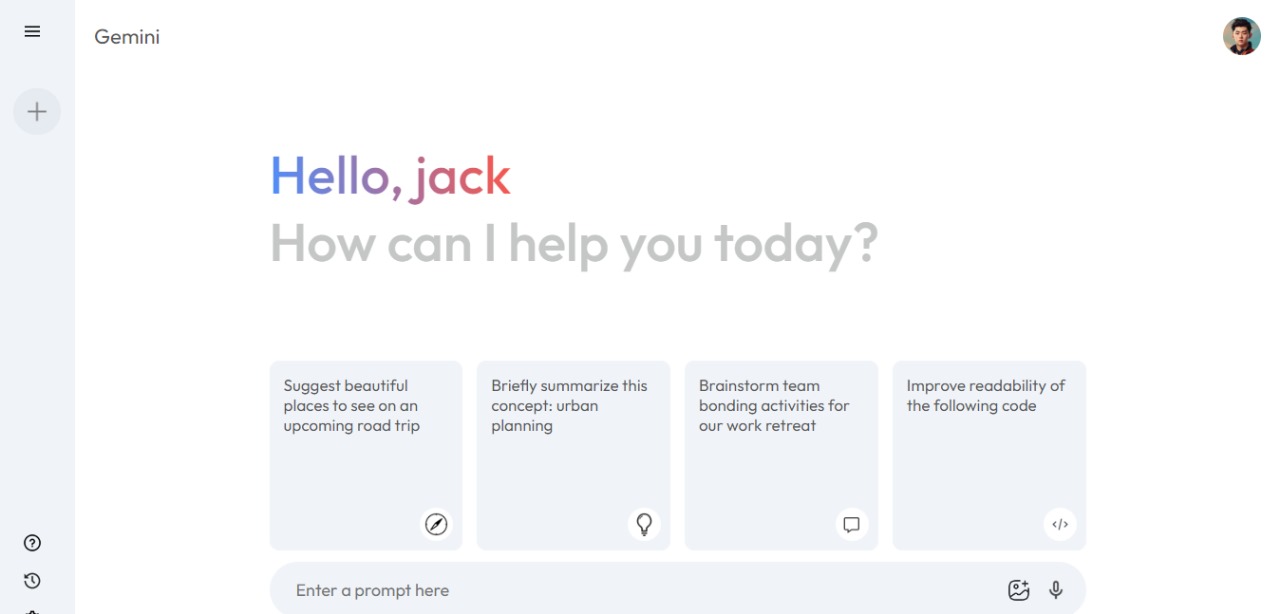 Gemini
Hello, jack
How can I help you today?
Suggest beautiful
places to see on an
upcoming road trip
Briefly summarize this
concept: urban
planning
Brainstorm team
bonding activities for
our work retreat
Improve readability of
the following code
Enter a prompt here